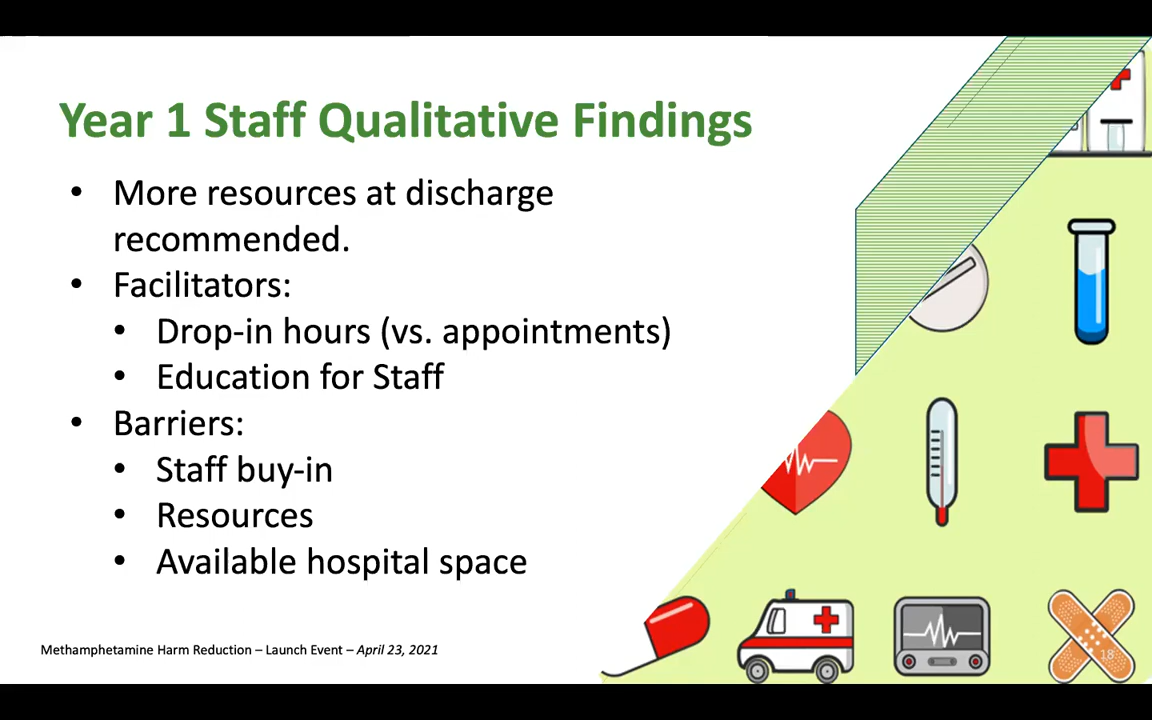 Year 1 Staff Qualitative Findings
• More resources at discharge
recommended.
• Facilitators:
• Drop-in hours (vs. appointments)
• Education for Staff
• Barriers:
• Staff buy-in
• Resources
• Available hospital space
Methamphetamine Harm Reduction – Launch Event – April 23, 2021
18